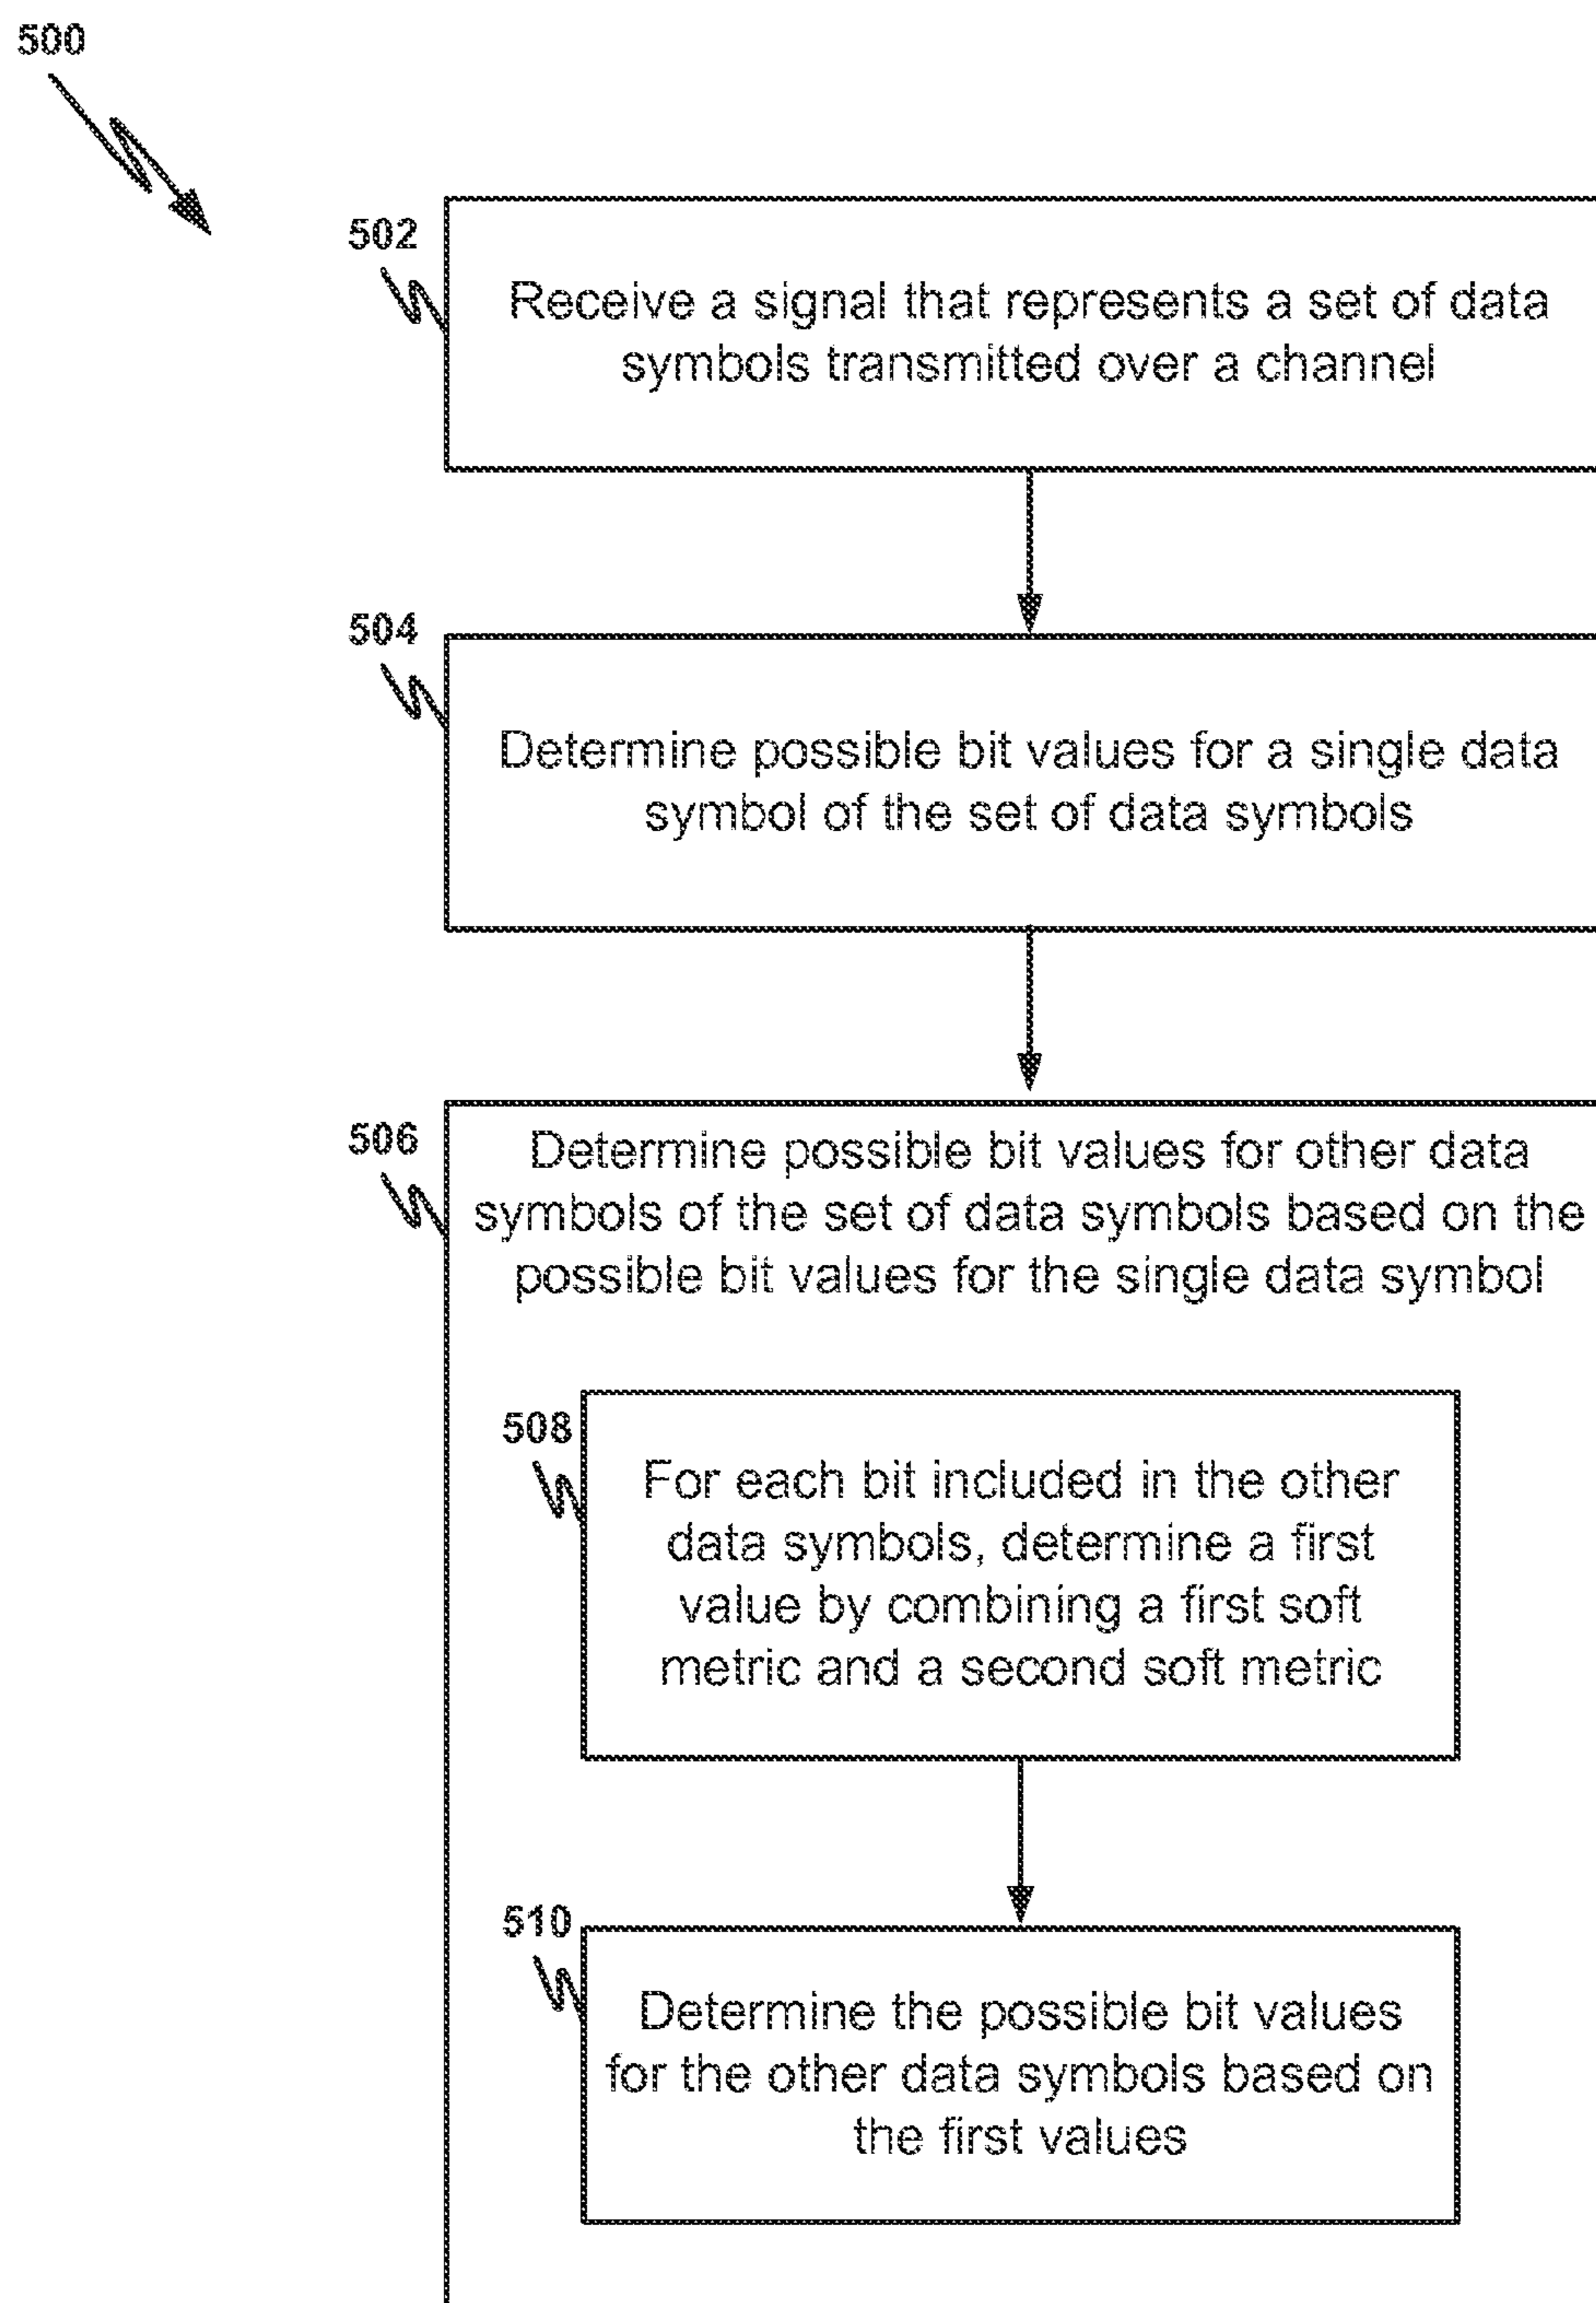 500
502
Receive a signal that represents a set of data
symbols transmitted over a channel
504
Determine possible bit values for a single data
symbol of the set of data symbols
506
Determine possible bit values for other data
symbols of the set of data symbols based on the
possible bit values for the single data symbol
508
For each bit included in the other
data symbols, determine a first
value by combining a first soft
metric and a second soft metric
510
Determine the possible bit values
for the other data symbols based on
the first values